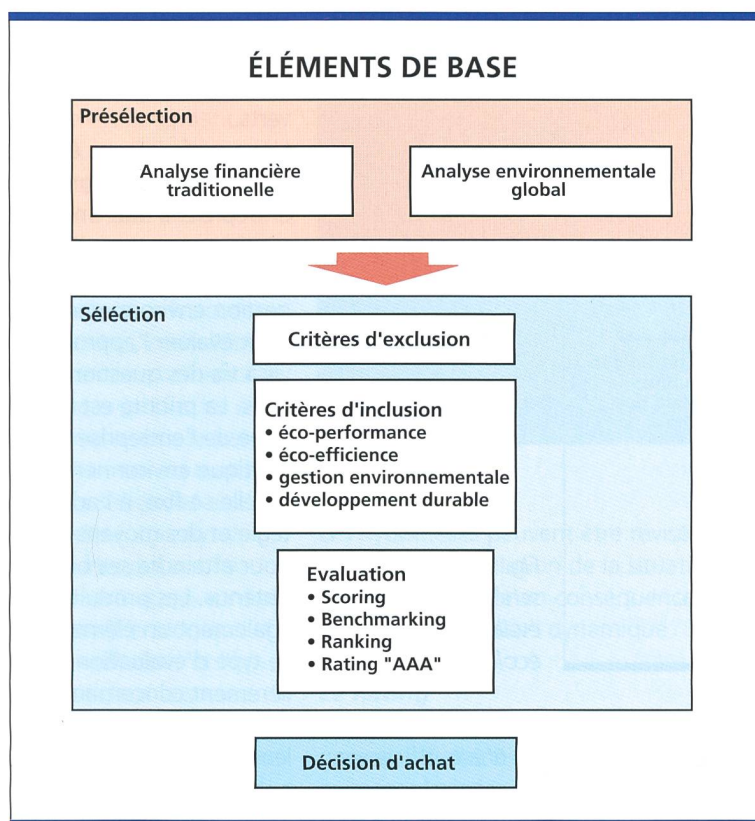 ÉLÉMENTS DE BASE
Présélection
Analyse financière
traditionelle
Analyse environnementale
global
Séléction
Critères d'exclusion
Critères d'inclusion
• éco-performance
• éco-efficience
• gestion environnementale
• développement durable
Evaluation
• Scoring
• Benchmarking
• Ranking
• Rating "AAA"
Décision d'achat